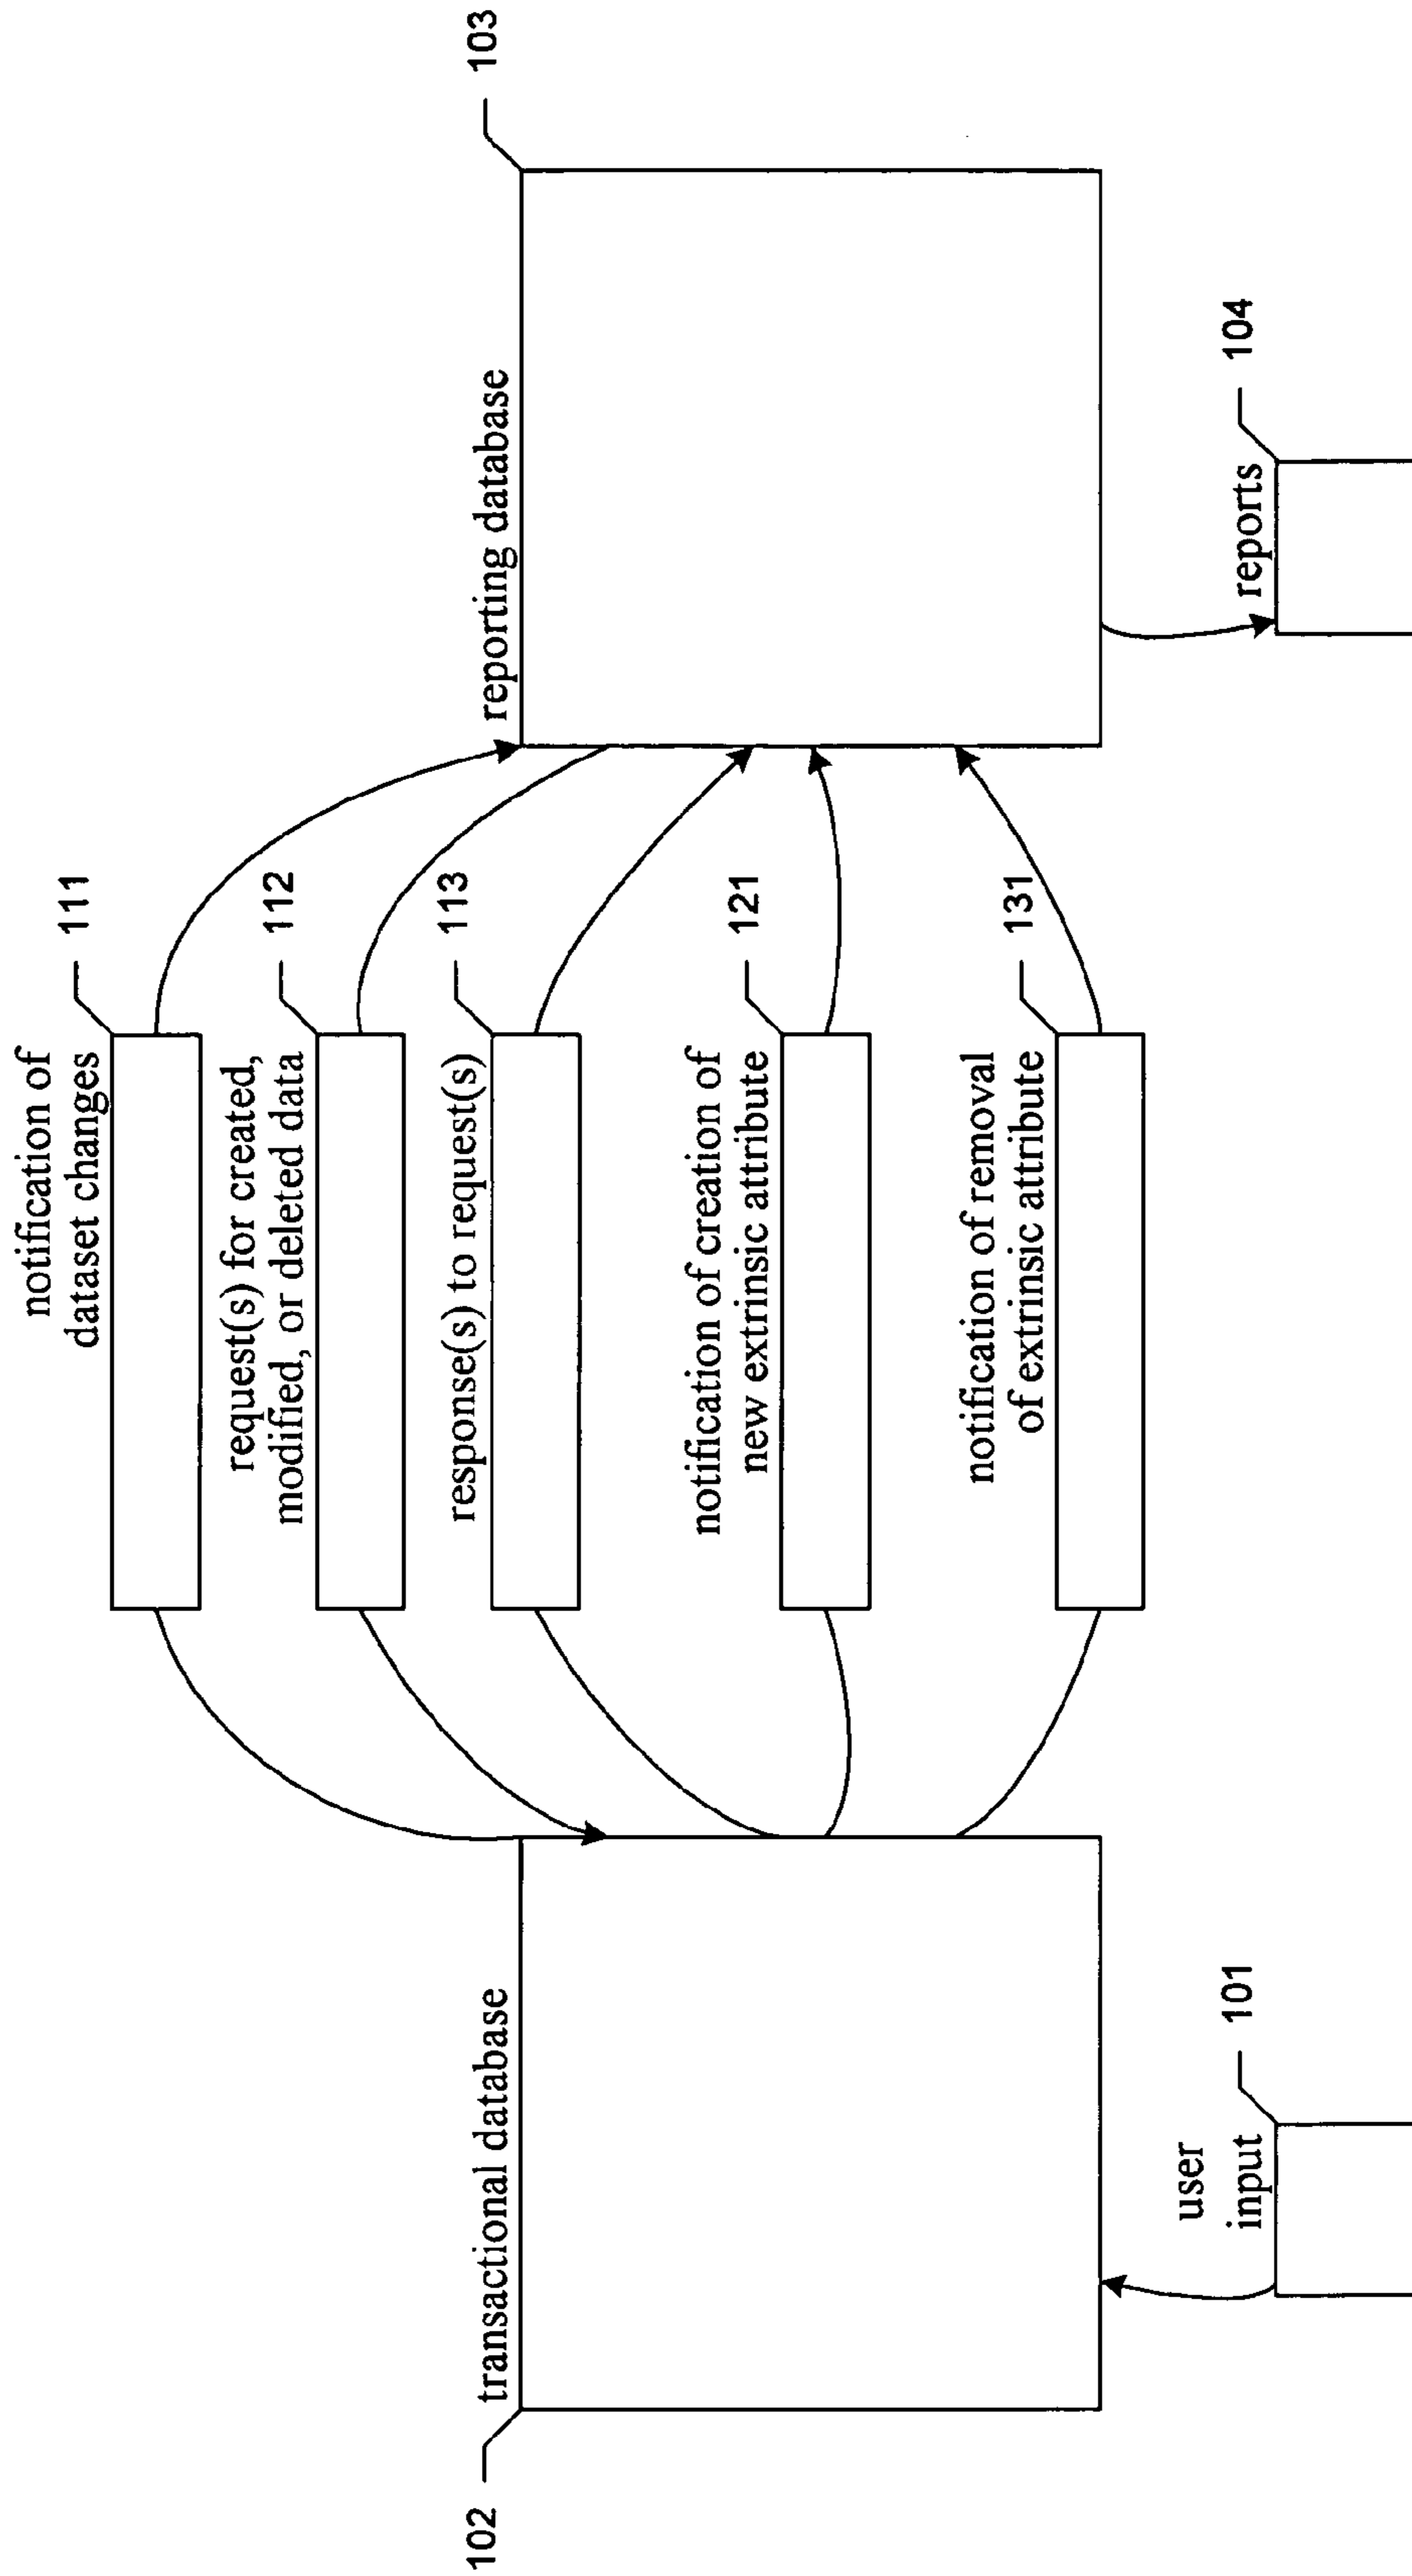 notification of
dataset changes
111
request(s) for created,
modified, or deleted data
112
response(s) to request(s)
113
102
transactional database
reporting database
103
notification of creation of
new extrinsic attribute
121
notification of removal
of extrinsic attribute
131
user
input
101
reports
104